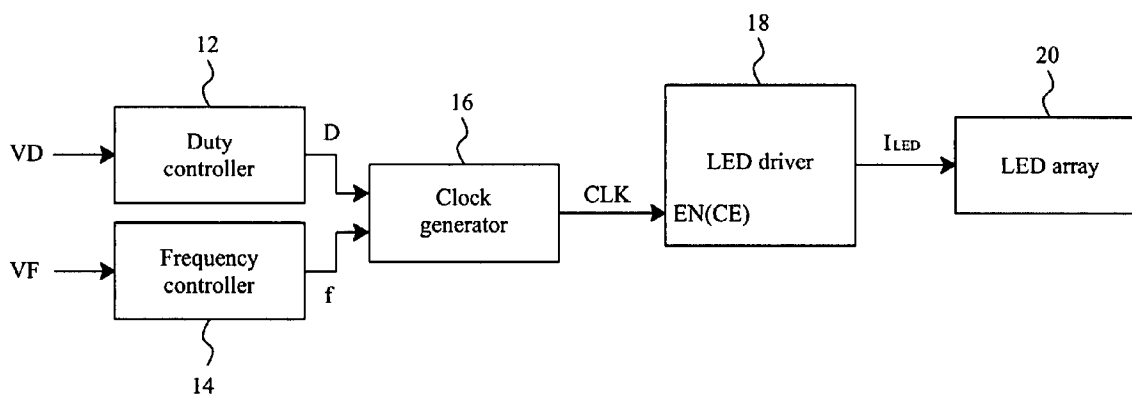 12
VD
Duty
controller
D
VF
Frequency
controller
f
14
16
Clock
generator
CLK
18
LED driver
EN(CE)
ILED
20
LED array